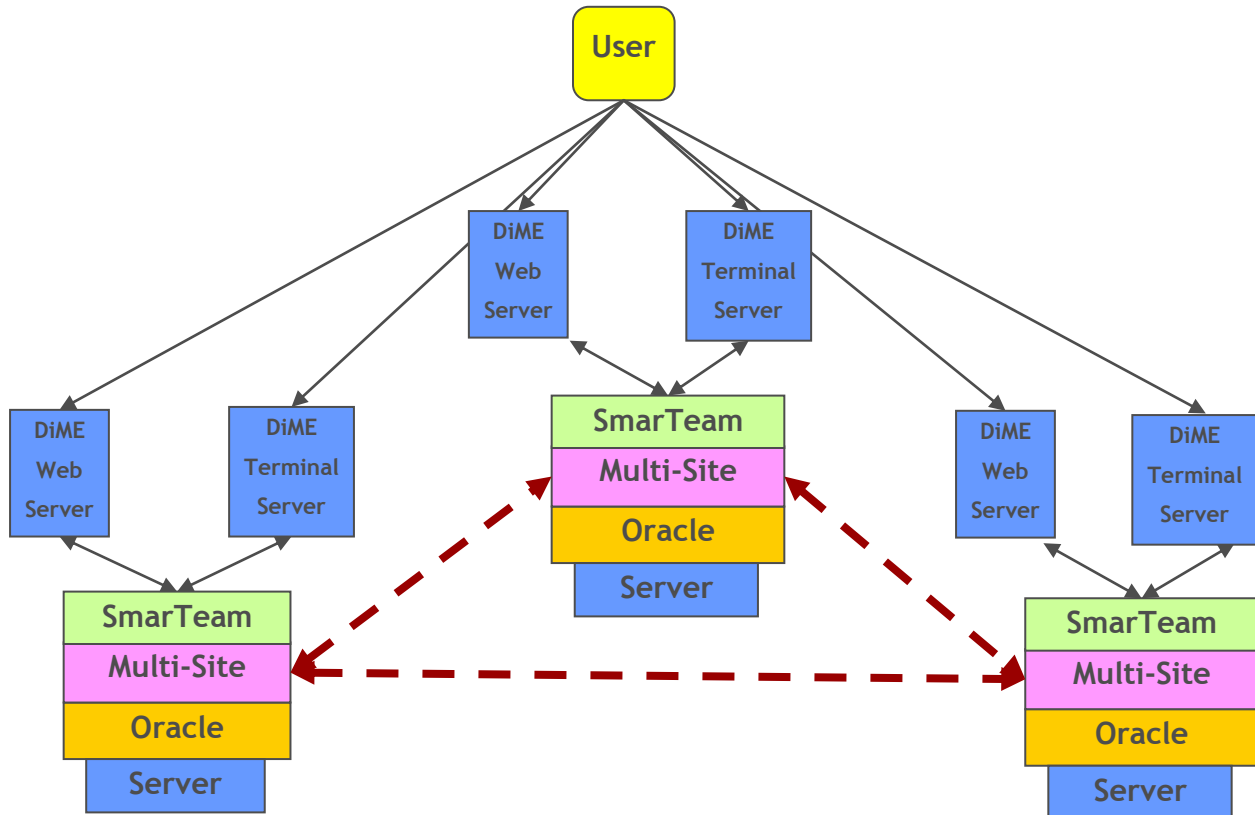 User
DiME
Web
Server
DiME
Terminal
Server
DiME
Web
Server
DiME
Terminal
Server
SmarTeam
Multi-Site
Oracle
Server
DiME
Web
Server
DiME
Terminal
Server
SmarTeam
Multi-Site
Oracle
Server
SmarTeam
Multi-Site
Oracle
Server